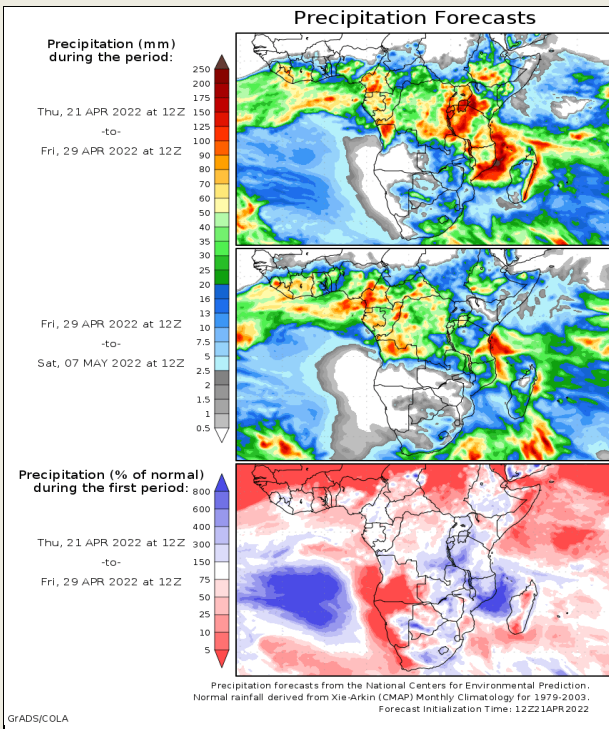 Precipitation Forecasts
Precipitation (mm)
during the period:
Thu, 21 APR 2022 at 12Z
-to-
Fri, 29 APR 2022 at 12Z
250
200
175
150
125
100
90
80
70
60
50
40
35
30
25
20
16
13
10
7.5
5
2.5
2
1.5
1
0.5
Fri, 29 APR 2022 at 12Z
-to-
Sat, 07 MAY 2022 at 12Z
Precipitation (% of normal)
during the first period:
Thu, 21 APR 2022 at 12Z
-to-
Fri, 29 APR 2022 at 12Z
800
600
400
300
150
75
50
25
10
5
Precipitation forecasts from the National Centers for Environmental Prediction.
Normal rainfall derived from Xie-Arkin (CMAP) Monthly Climatology for 1979-2003.
Forecast Initialization Time: 12Z21APR2022
GrADS/COLA